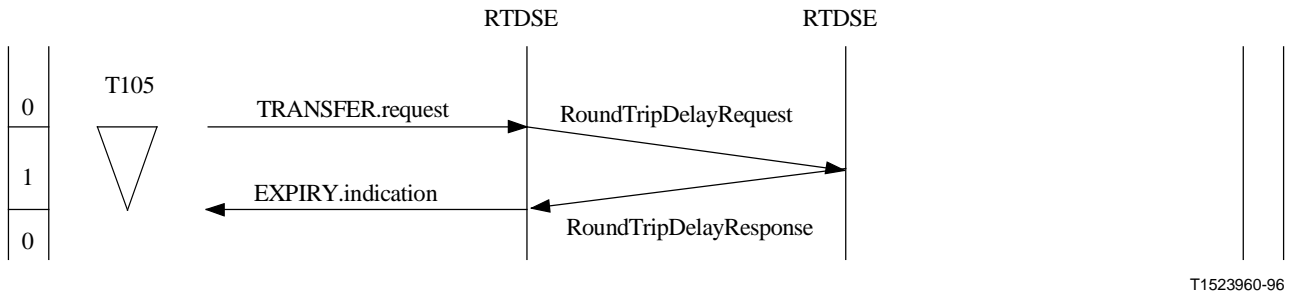 RTDSE
RTDSE
T105
0
TRANSFER.request
RoundTripDelayRequest
1
EXPIRY.indication
RoundTripDelayResponse
0
T1523960-96